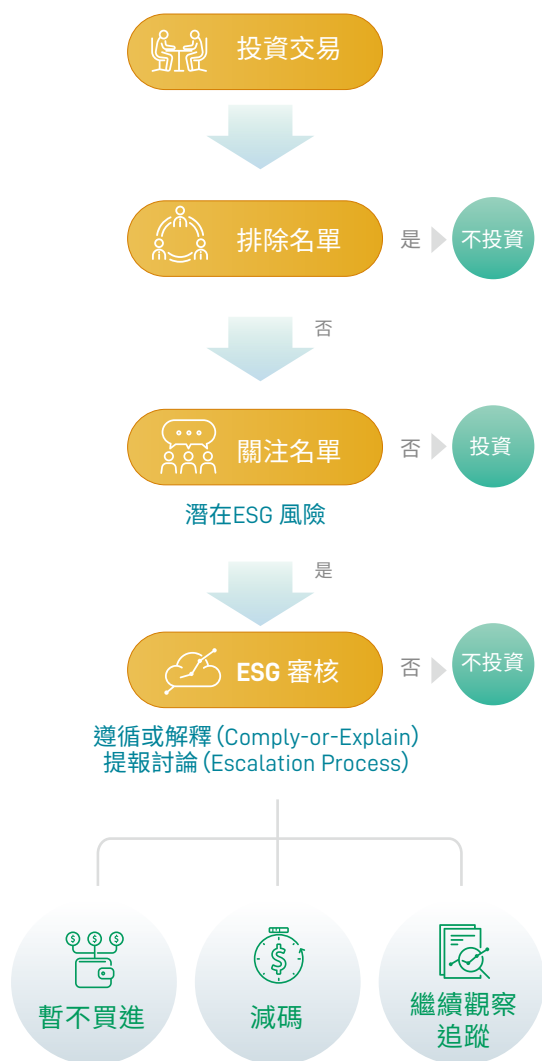 投資交易
排除名單
是
不投資
否
關注名單
否
投資
潛在ESG 風險
是
ESG 審核
否
不投資
遵循或解釋(Comply-or-Explain)
提報討論(Escalation Process)
暫不買進
減碼
繼續觀察
追蹤